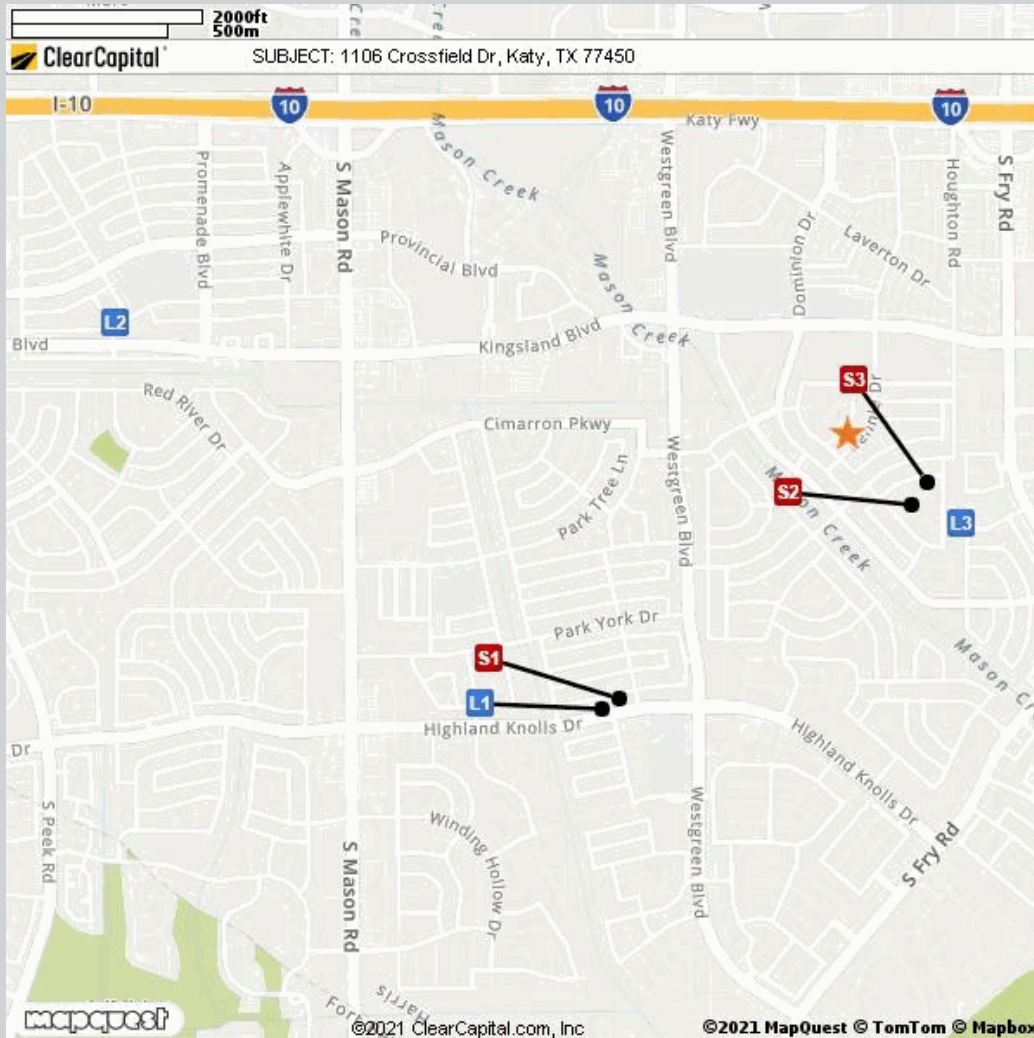 2000ft
500m
ClearCapital
SUBJECT: 1106 Crossfield Dr, Katy, TX 77450
I-10
10
10
10
Katy Fwy
Mason Creek
Promenade Blvd
Applewhite Dr
S Mason Rd
Westgreen Blvd
Dominion Dr
Houghton Rd
S Fry Rd
Laverton Dr
Provincial Blvd
Mason Creek
L2
Blvd
Kingsland Blvd
S3
Red River Dr
Cimarron Pkwy
Westgreen Blvd
Park Tree Ln
S2
Mason Creek
L3
Park York Dr
S1
L1
Highland Knolls Dr
Mason Cr
Dr
Highland Knolls Dr
S Peek Rd
Winding Hollow Dr
S Mason Rd
Westgreen Blvd
S Fry Rd
Harris
Fort
mapquest
©2021 ClearCapital.com, Inc
©2021 MapQuest © TomTom © Mapbox